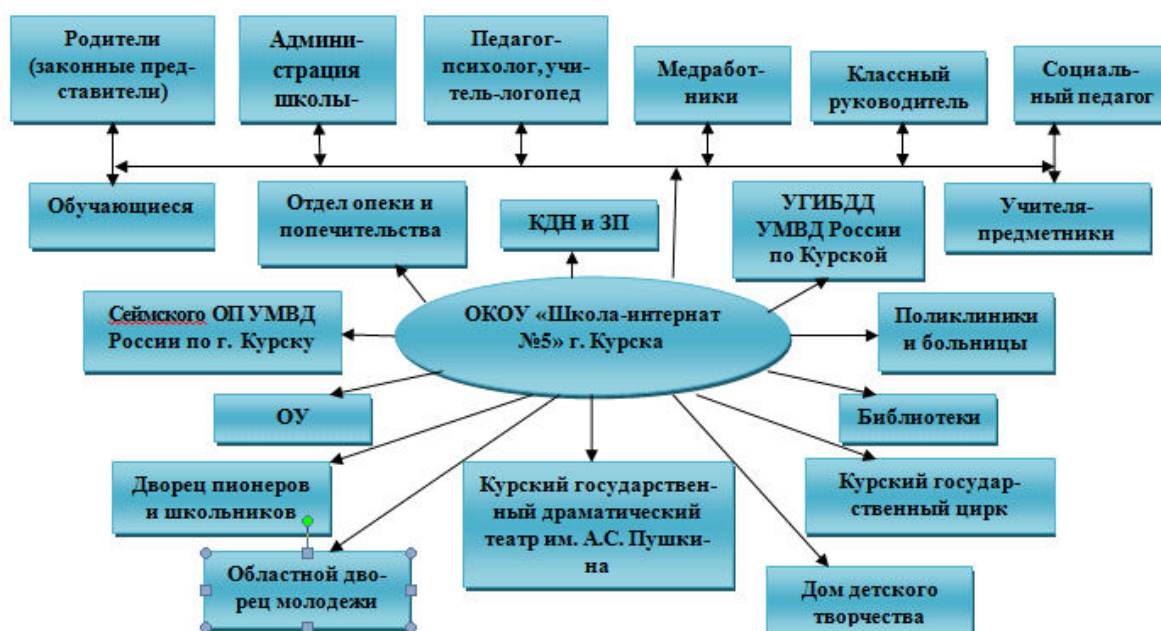 Родители
(законные пред-
ставители)
Админи-
страция
школы-
Педагог-
психолог, учи-
тель-логопед
Медработ-
ники
Классный
руководитель
Социаль-
ный педагог
Обучающиеся
Отдел опеки и
попечительства
КДН и ЗП
УГИБДД
УМВД России
по Курской
Учителя-
предметники
Сеймского ОП УМВД
России по г. Курску
ОКОУ «Школа-интернат
№5» г. Курска
Поликлиники
и больницы
ОУ
Библиотеки
Дворец пионеров
и школьников
Курский государствен-
ный драматический
театр им. А.С. Пушки-
на
Курский государ-
ственный цирк
Областной дво-
рец молодежи
Дом детского
творчества